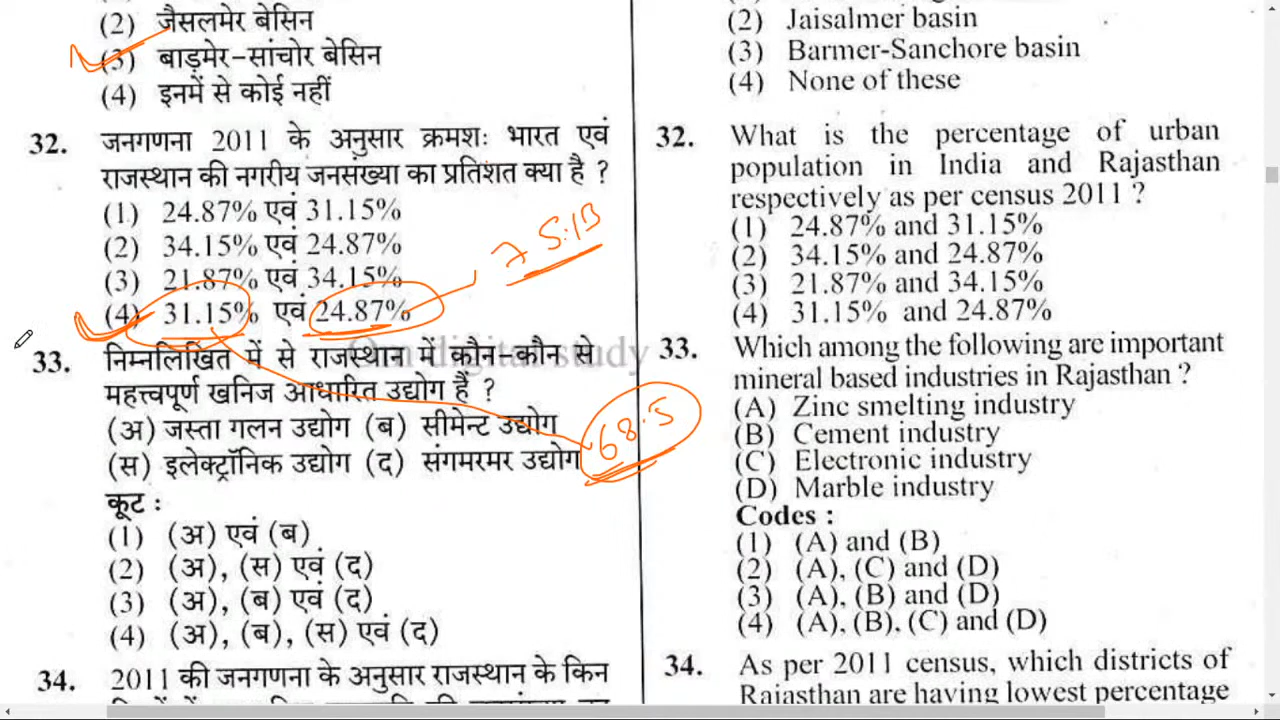 (2) जैसलमेर बेसिन
(3) बाड़मेर-सांचोर बेसिन
(4) इनमें से कोई नहीं
32. जनगणना 2011 के अनुसार क्रमशः भारत एवं
राजस्थान की नगरीय जनसंख्या का प्रतिशत क्या है ?
(1) 24.87% एवं 31.15%
(2) 34.15% एवं 24.87%
(3) 21.87% एवं 34.15%
(4) 31.15% एवं 24.87%
75.13
33. निम्नलिखित में से राजस्थान में कौन-कौन से
महत्त्वपूर्ण खनिज आधारित उद्योग हैं ?
(अ) जस्ता गलन उद्योग (ब) सीमेन्ट उद्योग
(स) इलेक्ट्रॉनिक उद्योग (द) संगमरमर उद्योग
68.5
कूट :
(1) (अ) एवं (ब)
(2) (अ), (स) एवं (द)
(3) (अ), (ब) एवं (द)
(4) (अ), (ब), (स) एवं (द)
34. 2011 की जनगणना के अनुसार राजस्थान के किन
(2) Jaisalmer basin
(3) Barmer-Sanchore basin
(4) None of these
32. What is the percentage of urban
population in India and Rajasthan
respectively as per census 2011 ?
(1) 24.87% and 31.15%
(2) 34.15% and 24.87%
(3) 21.87% and 34.15%
(4) 31.15% and 24.87%
33. Which among the following are important
mineral based industries in Rajasthan ?
(A) Zinc smelting industry
(B) Cement industry
(C) Electronic industry
(D) Marble industry
Codes :
(1) (A) and (B)
(2) (A), (C) and (D)
(3) (A), (B) and (D)
(4) (A), (B), (C) and (D)
34. As per 2011 census, which districts of
Rajasthan are having lowest percentage
digital study